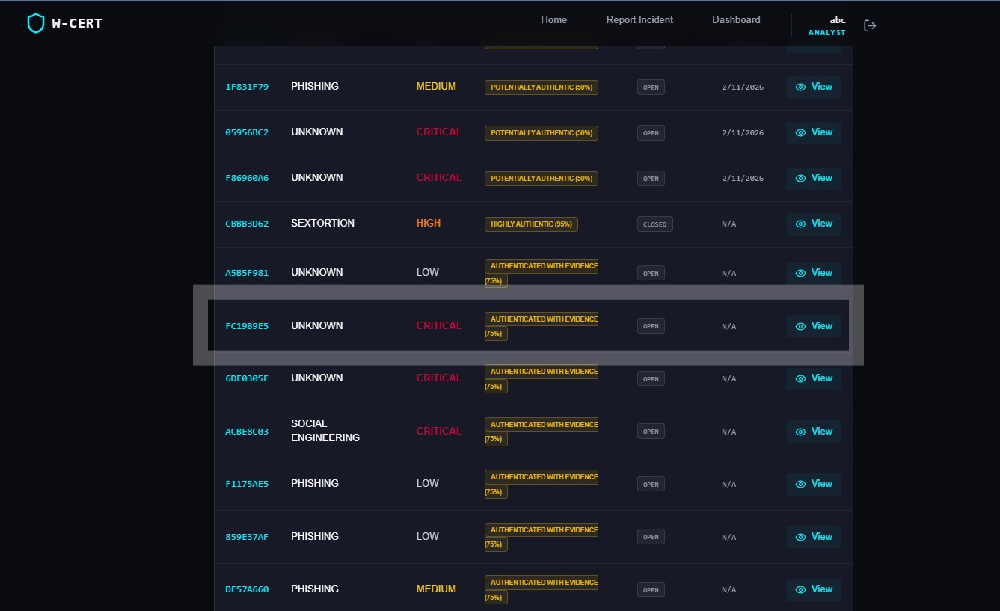 W-CERT
Home Report Incident Dashboard abc
ANALYST
1F831F79 PHISHING MEDIUM POTENTIALLY AUTHENTIC (50%) OPEN 2/11/2026 View
05956BC2 UNKNOWN CRITICAL POTENTIALLY AUTHENTIC (50%) OPEN 2/11/2026 View
F86960A6 UNKNOWN CRITICAL POTENTIALLY AUTHENTIC (50%) OPEN 2/11/2026 View
CBBB3D62 SEXTORTION HIGH HIGHLY AUTHENTIC (95%) CLOSED N/A View
A5B5F981 UNKNOWN LOW AUTHENTICATED WITH EVIDENCE OPEN N/A View
(75%)
FC1989E5 UNKNOWN CRITICAL AUTHENTICATED WITH EVIDENCE OPEN N/A View
(75%)
6DE0305E UNKNOWN CRITICAL AUTHENTICATED WITH EVIDENCE OPEN N/A View
(75%)
ACBE8C03 SOCIAL CRITICAL AUTHENTICATED WITH EVIDENCE OPEN N/A View
ENGINEERING (75%)
F1175AE5 PHISHING LOW AUTHENTICATED WITH EVIDENCE OPEN N/A View
(75%)
859E37AF PHISHING LOW AUTHENTICATED WITH EVIDENCE OPEN N/A View
(75%)
DE57A660 PHISHING MEDIUM AUTHENTICATED WITH EVIDENCE OPEN N/A View
(75%)